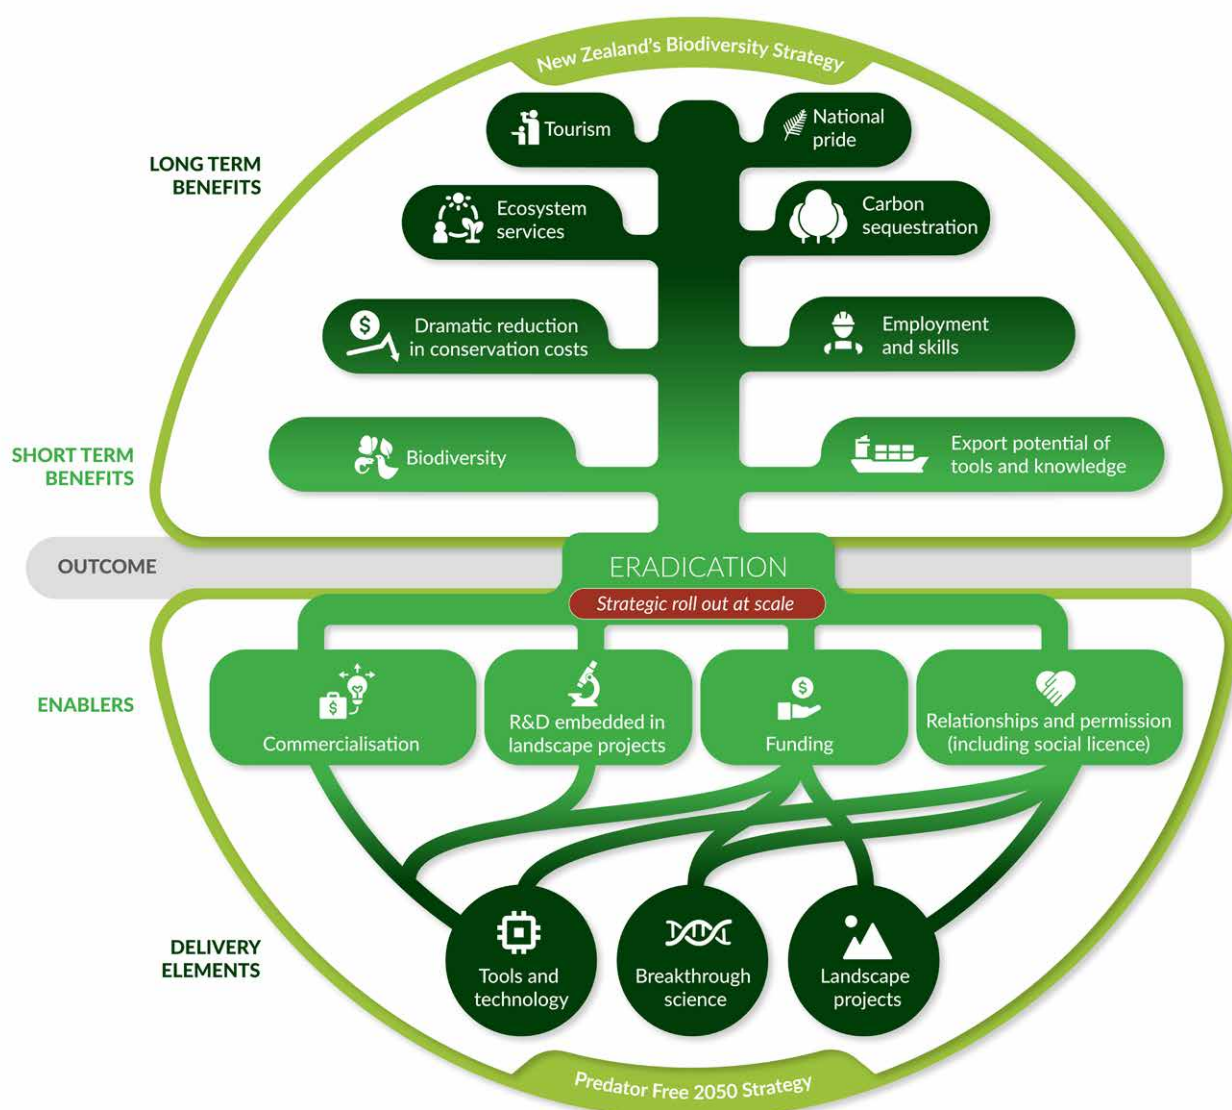 New Zealand's Biodiversity Strategy
LONG TERM
BENEFITS
Tourism
National
pride
Ecosystem
services
Carbon
sequestration
$
Dramatic reduction
in conservation costs
Employment
and skills
SHORT TERM
BENEFITS
Biodiversity
Export potential of
tools and knowledge
OUTCOME
ERADICATION
Strategic roll out at scale
ENABLERS
$
Commercialisation
R&D embedded in
landscape projects
$
Funding
Relationships and permission
(including social licence)
DELIVERY
ELEMENTS
Tools and
technology
Breakthrough
science
Landscape
projects
Predator Free 2050 Strategy